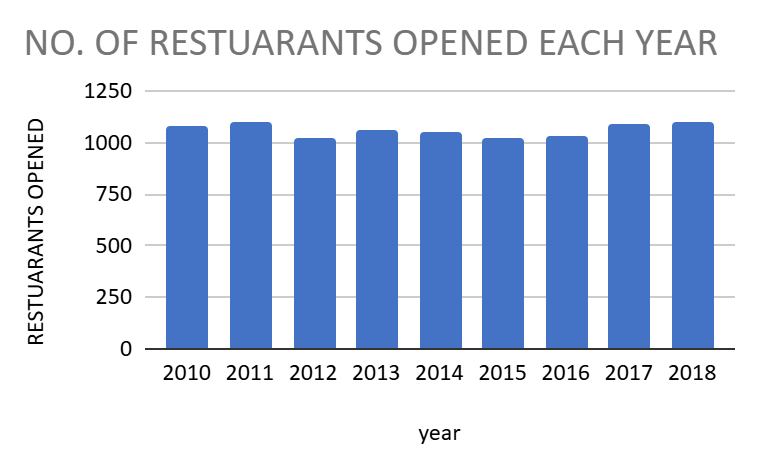 NO. OF RESTUARANTS OPENED EACH YEAR
RESTUARANTS OPENED
1250
1000
750
500
250
0
2010 2011 2012 2013 2014 2015 2016 2017 2018
year